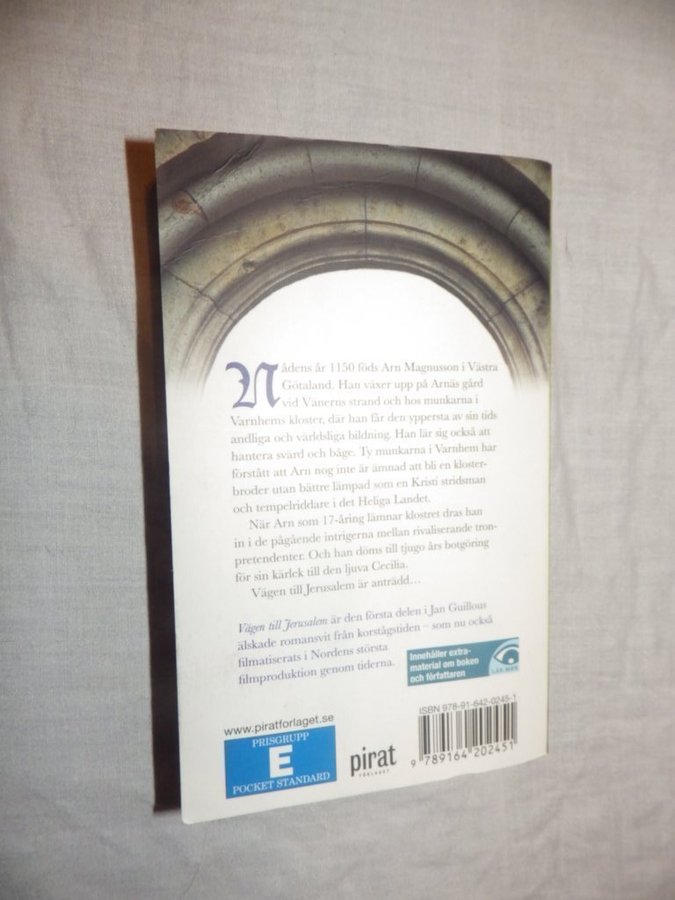 Nådens år 1150 föds Arn Magnusson i Västra
Götaland. Han växer upp på Arnäs gård
vid Vänerns strand och hos munkarna i
Varnhems kloster, där han får den yppersta av sin tids
andliga och världsliga bildning. Han lär sig också att
hantera svärd och båge. Ty munkarna i Varnhem har
förstått att Arn nog inte är ämnad att bli en kloster-
broder utan bättre lämpad som en Kristi stridsman
och tempelriddare i det Heliga Landet.
När Arn som 17-åring lämnar klostret dras han
in i de pågående intrigerna mellan rivaliserande tron-
pretendenter. Och han döms till tjugo års botgöring
för sin kärlek till den ljuva Cecilia.
Vägen till Jerusalem är anträdd…
Vägen till Jerusalem är den första delen i Jan Guillous
älskade romansvit från korstågstiden – som nu också
filmatiserats i Nordens största
filmproduktion genom tiderna.
Innehåller extra-
material om boken
och författaren
LÄS MER
www.piratforlaget.se
PRISGRUPP
E
POCKET STANDARD
pirat
FÖRLAGET
ISBN 978-91-642-0245-1
9 789164 202451